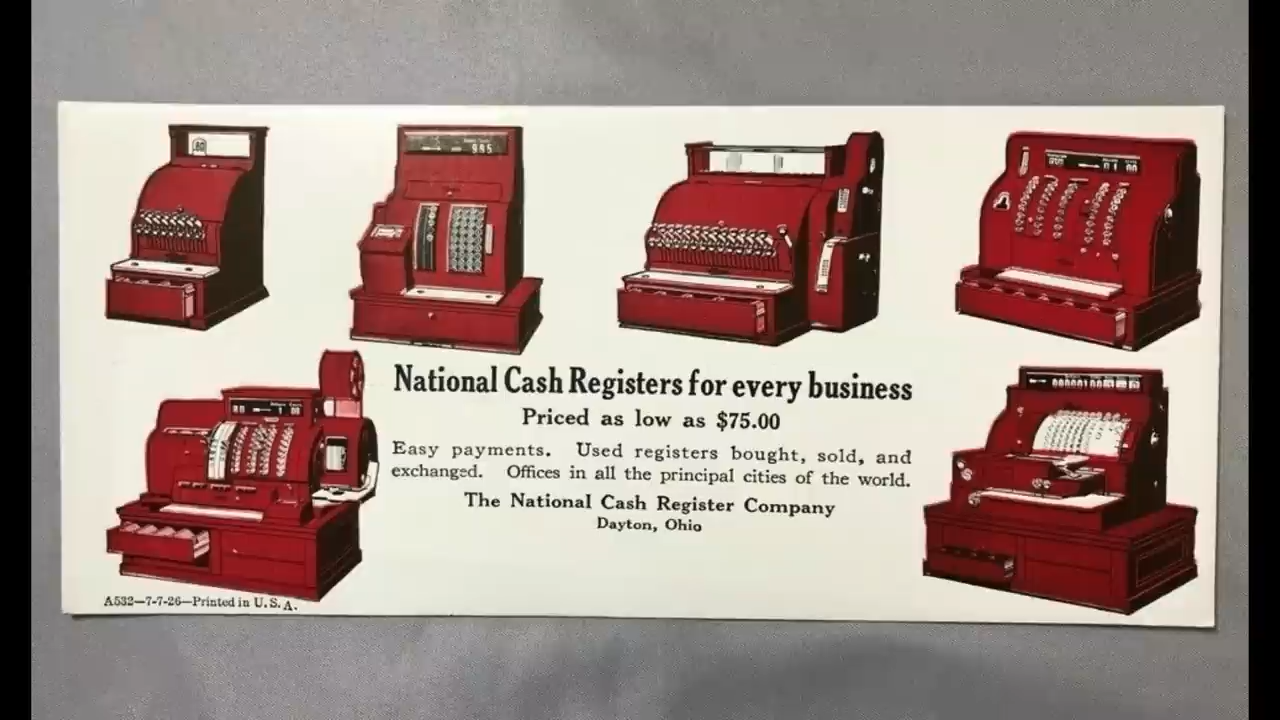 National Cash Registers for every business
Priced as low as $75.00
Easy payments. Used registers bought, sold, and
exchanged. Offices in all the principal cities of the world.
The National Cash Register Company
Dayton, Ohio
A532—7-7-26—Printed in U. S. A.